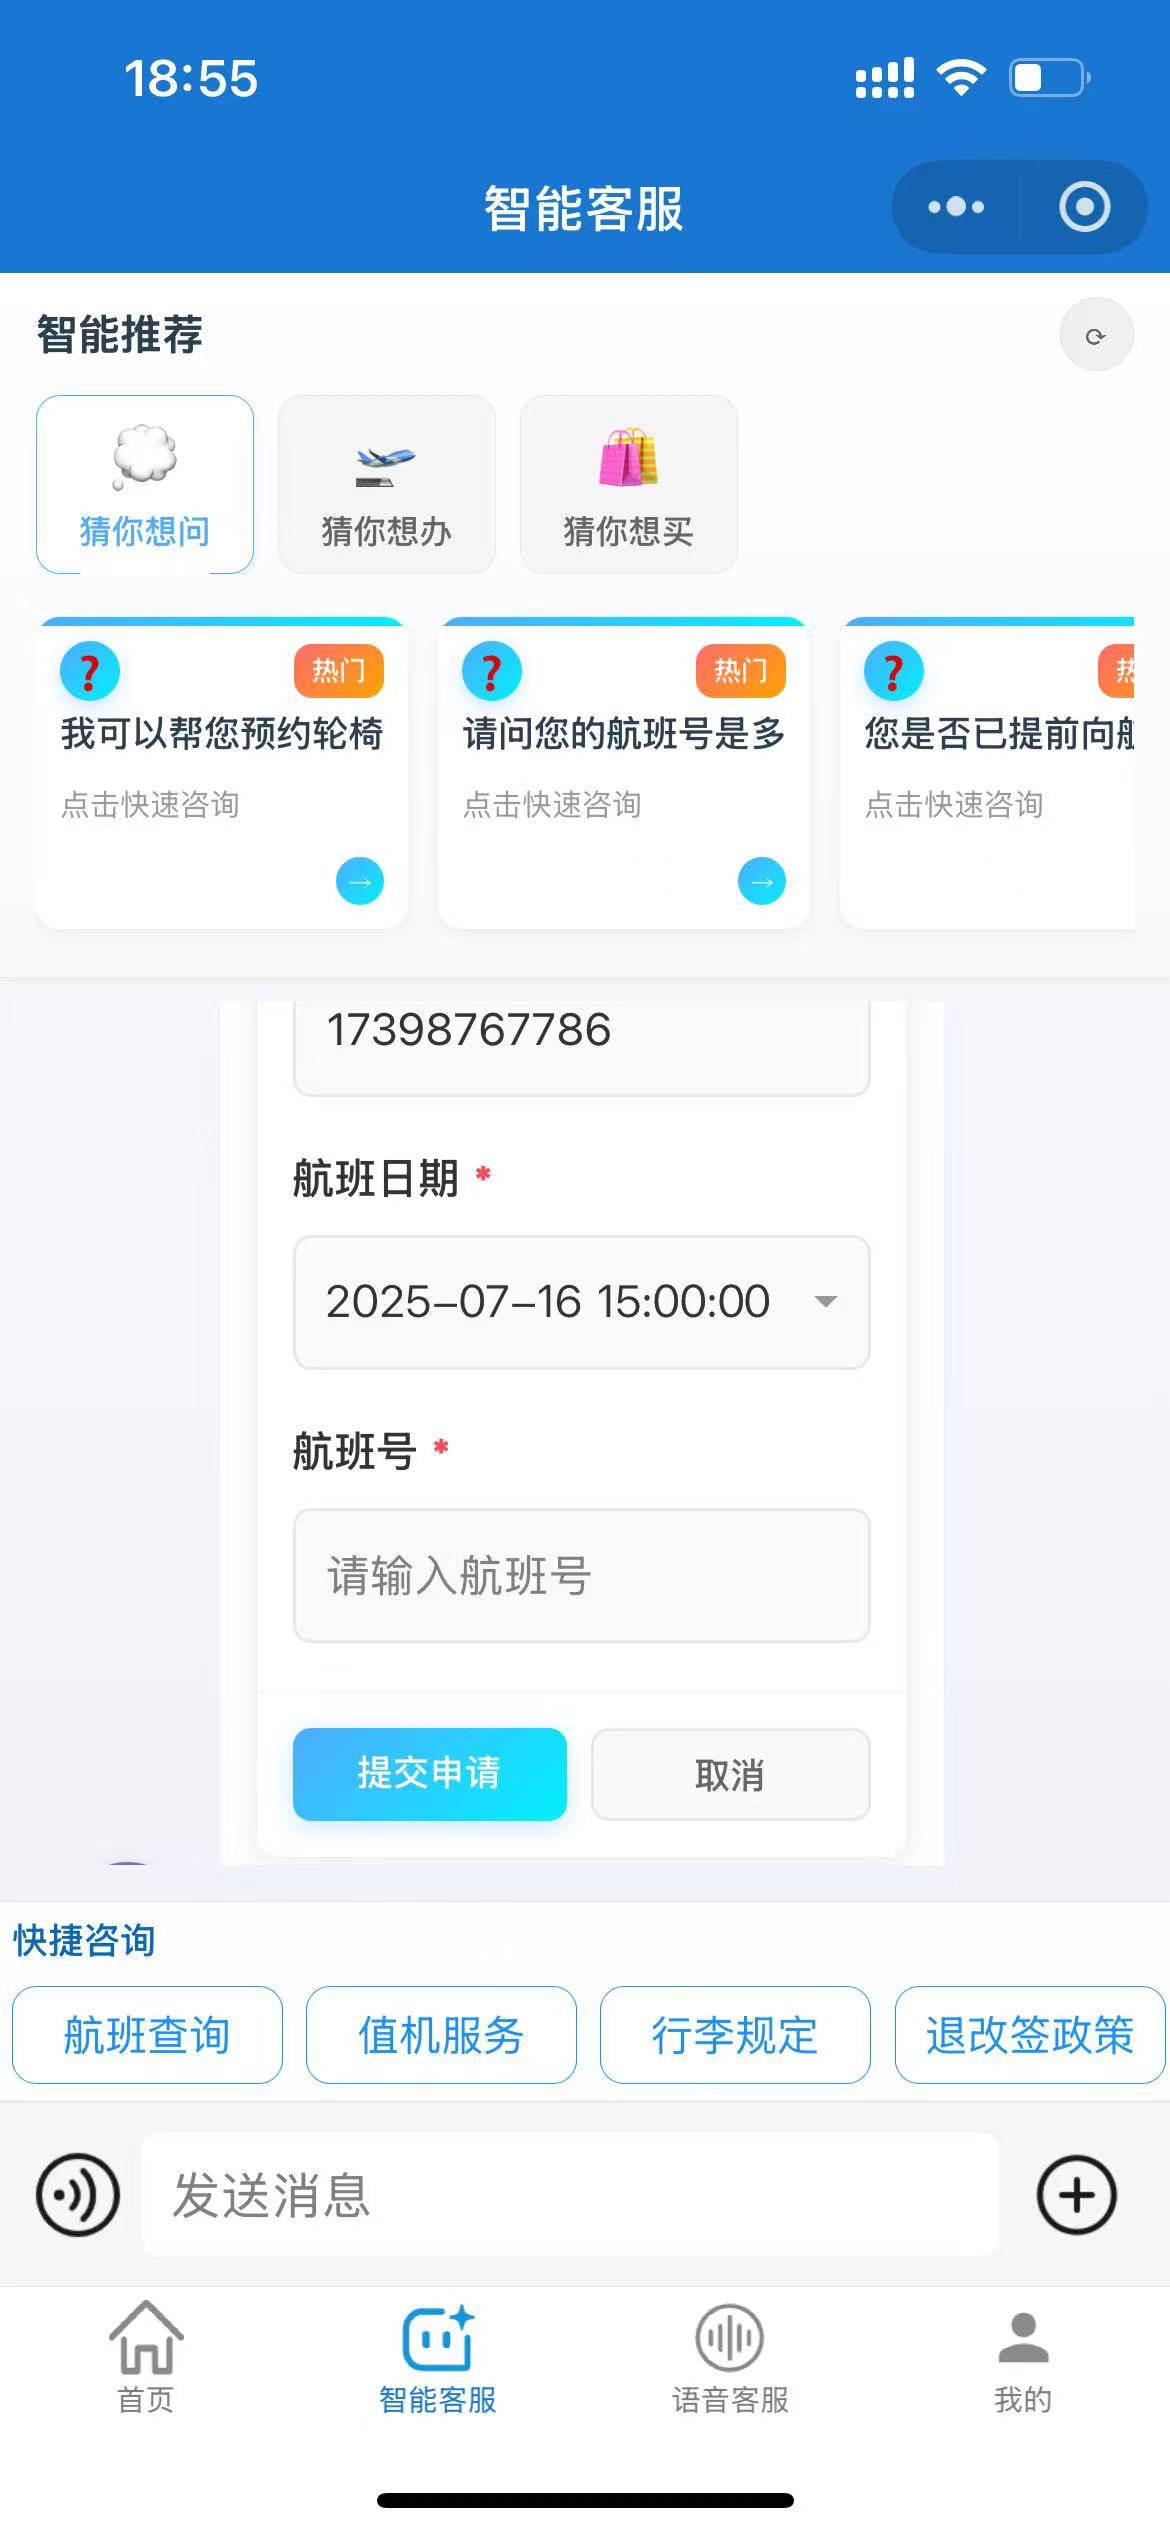 18:55
智能客服
智能推荐
猜你想问
猜你想办
猜你想买
热门
热门
我可以帮您预约轮椅
请问您的航班号是多
您是否已提前向
点击快速咨询
点击快速咨询
点击快速咨询
17398767786
航班日期 *
2025-07-16 15:00:00
航班号 *
请输入航班号
提交申请
取消
快捷咨询
航班查询
值机服务
行李规定
退改签政策
发送消息
首页
智能客服
语音客服
我的